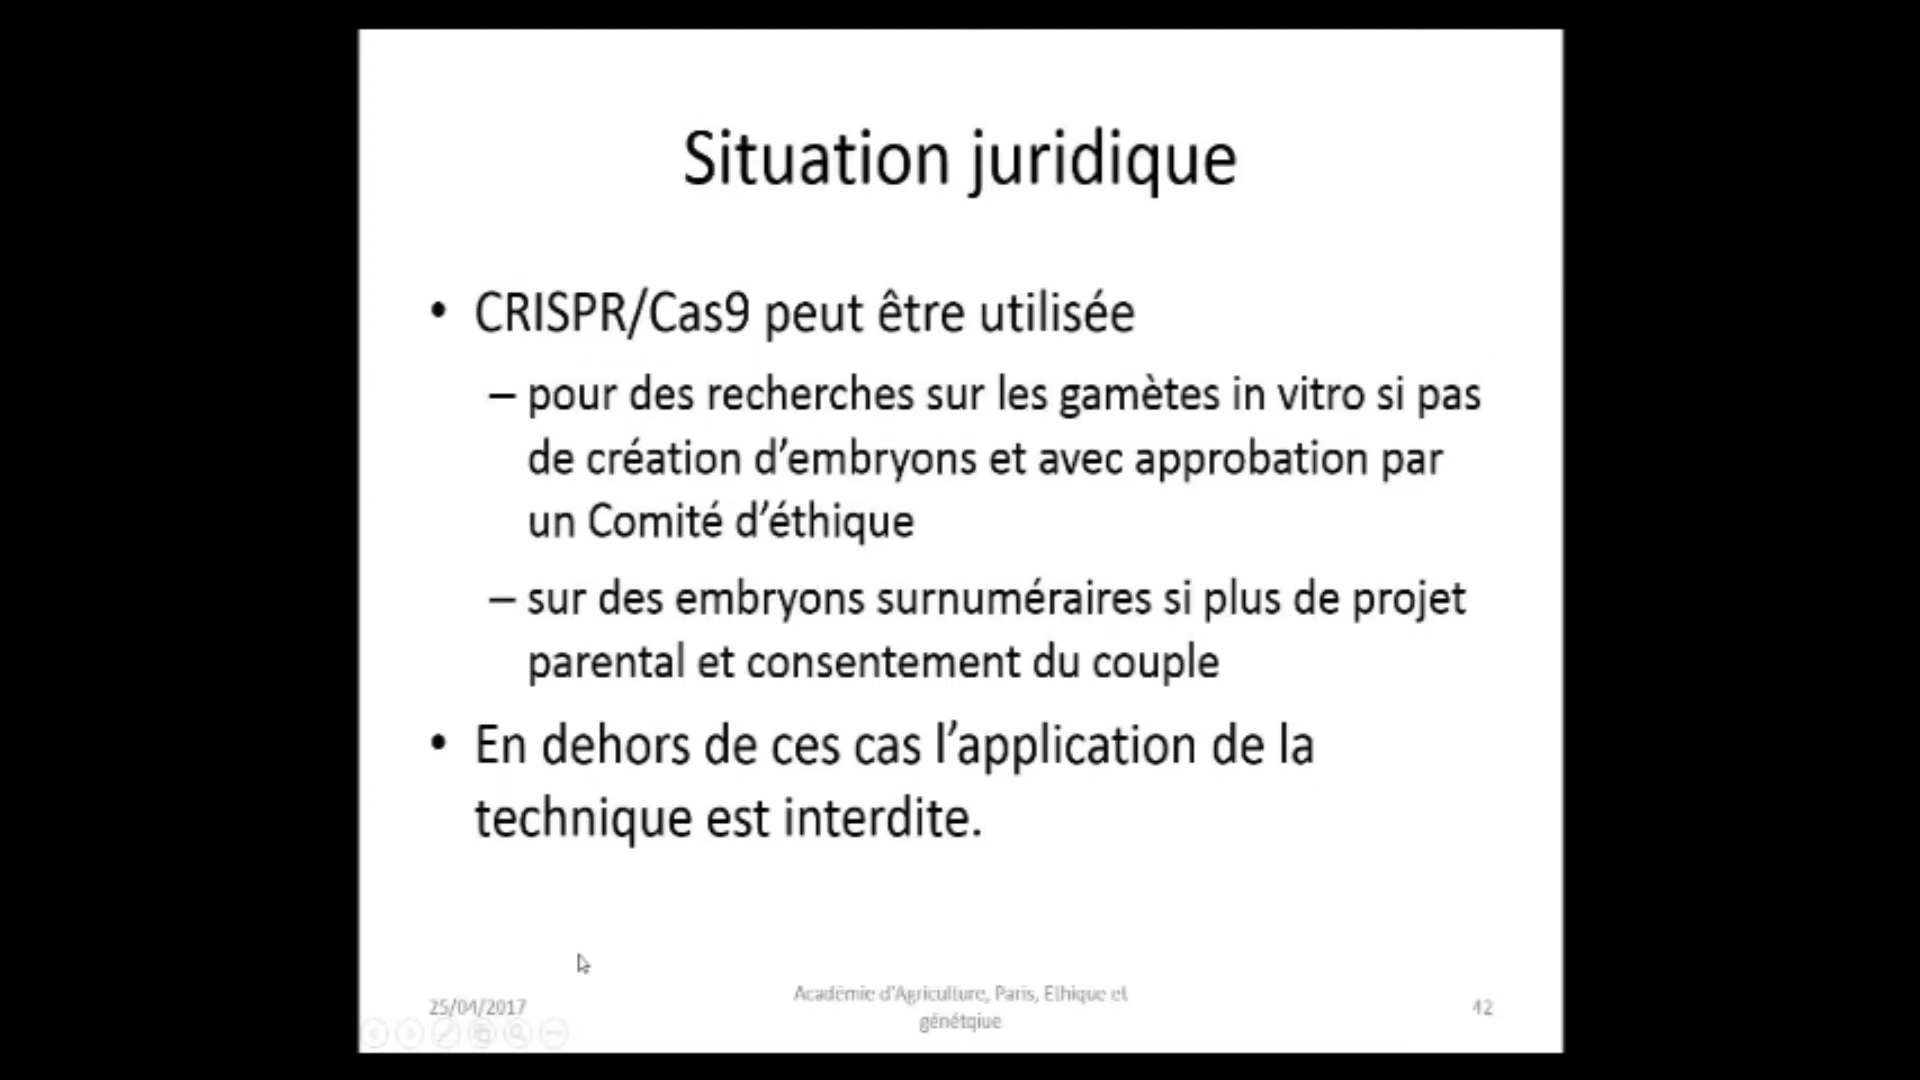 Situation juridique
• CRISPR/Cas9 peut être utilisée
– pour des recherches sur les gamètes in vitro si pas
de création d’embryons et avec approbation par
un Comité d’éthique
– sur des embryons surnuméraires si plus de projet
parental et consentement du couple
• En dehors de ces cas l’application de la
technique est interdite.
25/04/2017
Académie d'Agriculture, Paris, Ethique et
génétqiue
42